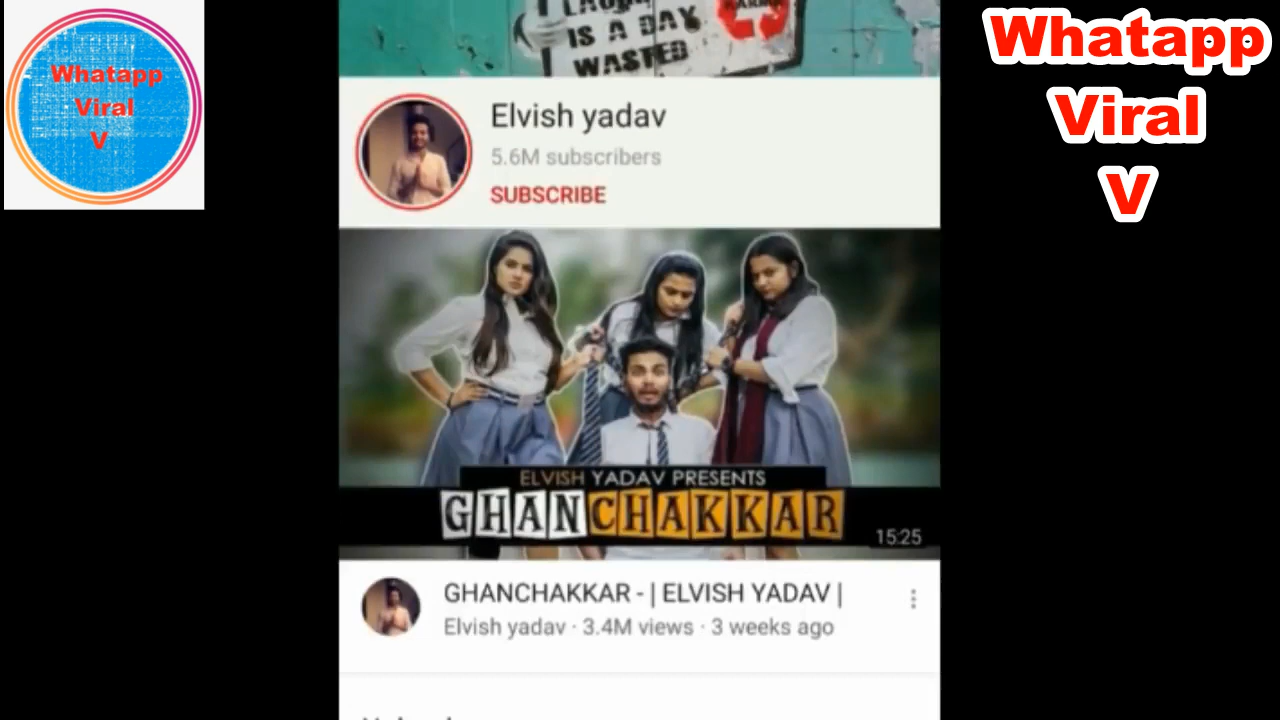 Whatapp
Viral
V
IS A DAY
WASTED
Whatapp
Viral
V
Elvish yadav
5.6M subscribers
SUBSCRIBE
ELVISH YADAV PRESENTS
GHANCHAKKAR
15:25
GHANCHAKKAR - | ELVISH YADAV |
Elvish yadav · 3.4M views · 3 weeks ago